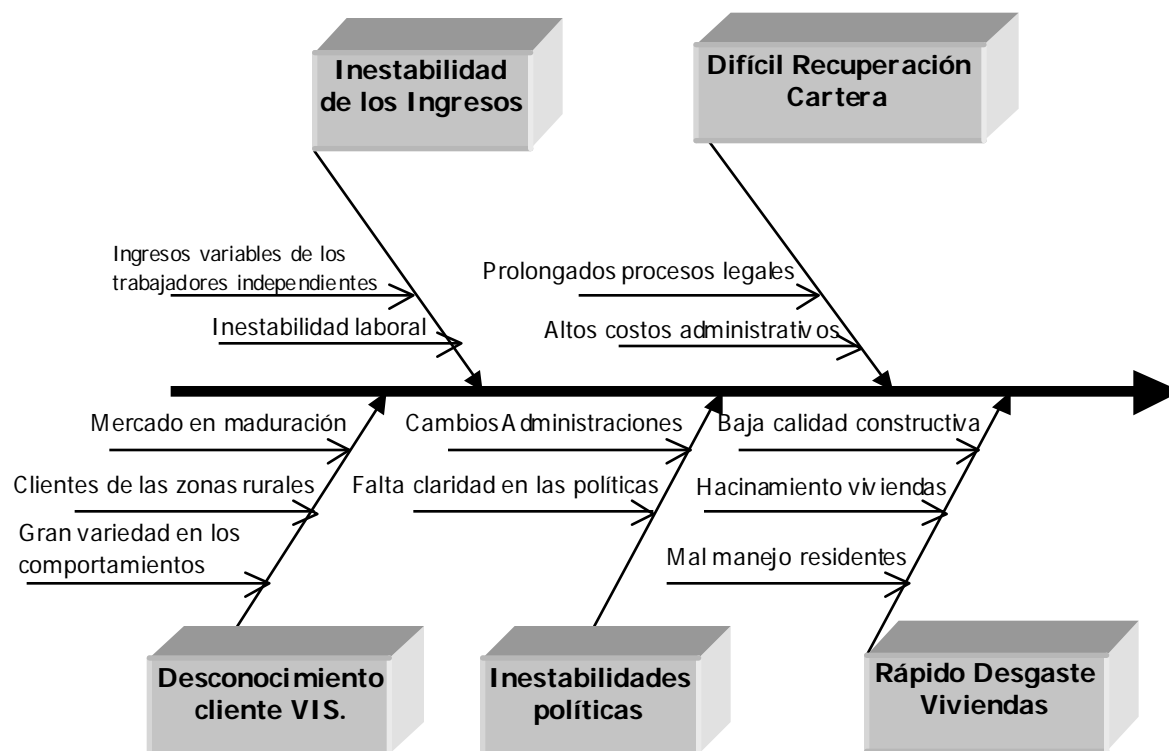 Inestabilidad
de los Ingresos
Difícil Recuperación
Cartera
Ingresos variables de los
trabajadores independientes
Inestabilidad laboral
Prolongados procesos legales
Altos costos administrativos
Mercado en maduración
Clientes de las zonas rurales
Gran variedad en los
comportamientos
Cambios Administraciones
Falta claridad en las políticas
Baja calidad constructiva
Hacinamiento viviendas
Mal manejo residentes
Desconocimiento
cliente VIS.
Inestabilidades
políticas
Rápido Desgaste
Viviendas